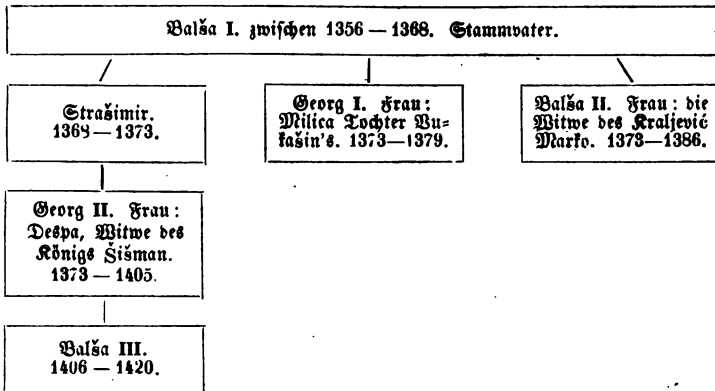 Balša I. zwischen 1356 — 1368. Stammvater.
Strašimir.
1368 — 1373.
Georg I. Frau:
Milica Tochter Vu-
kašin's. 1373—1379.
Balša II. Frau: die
Witwe des Kraljević
Marko. 1373—1386.
Georg II. Frau:
Despa, Witwe des
Königs Šišman.
1373 — 1405.
Balša III.
1406 — 1420.